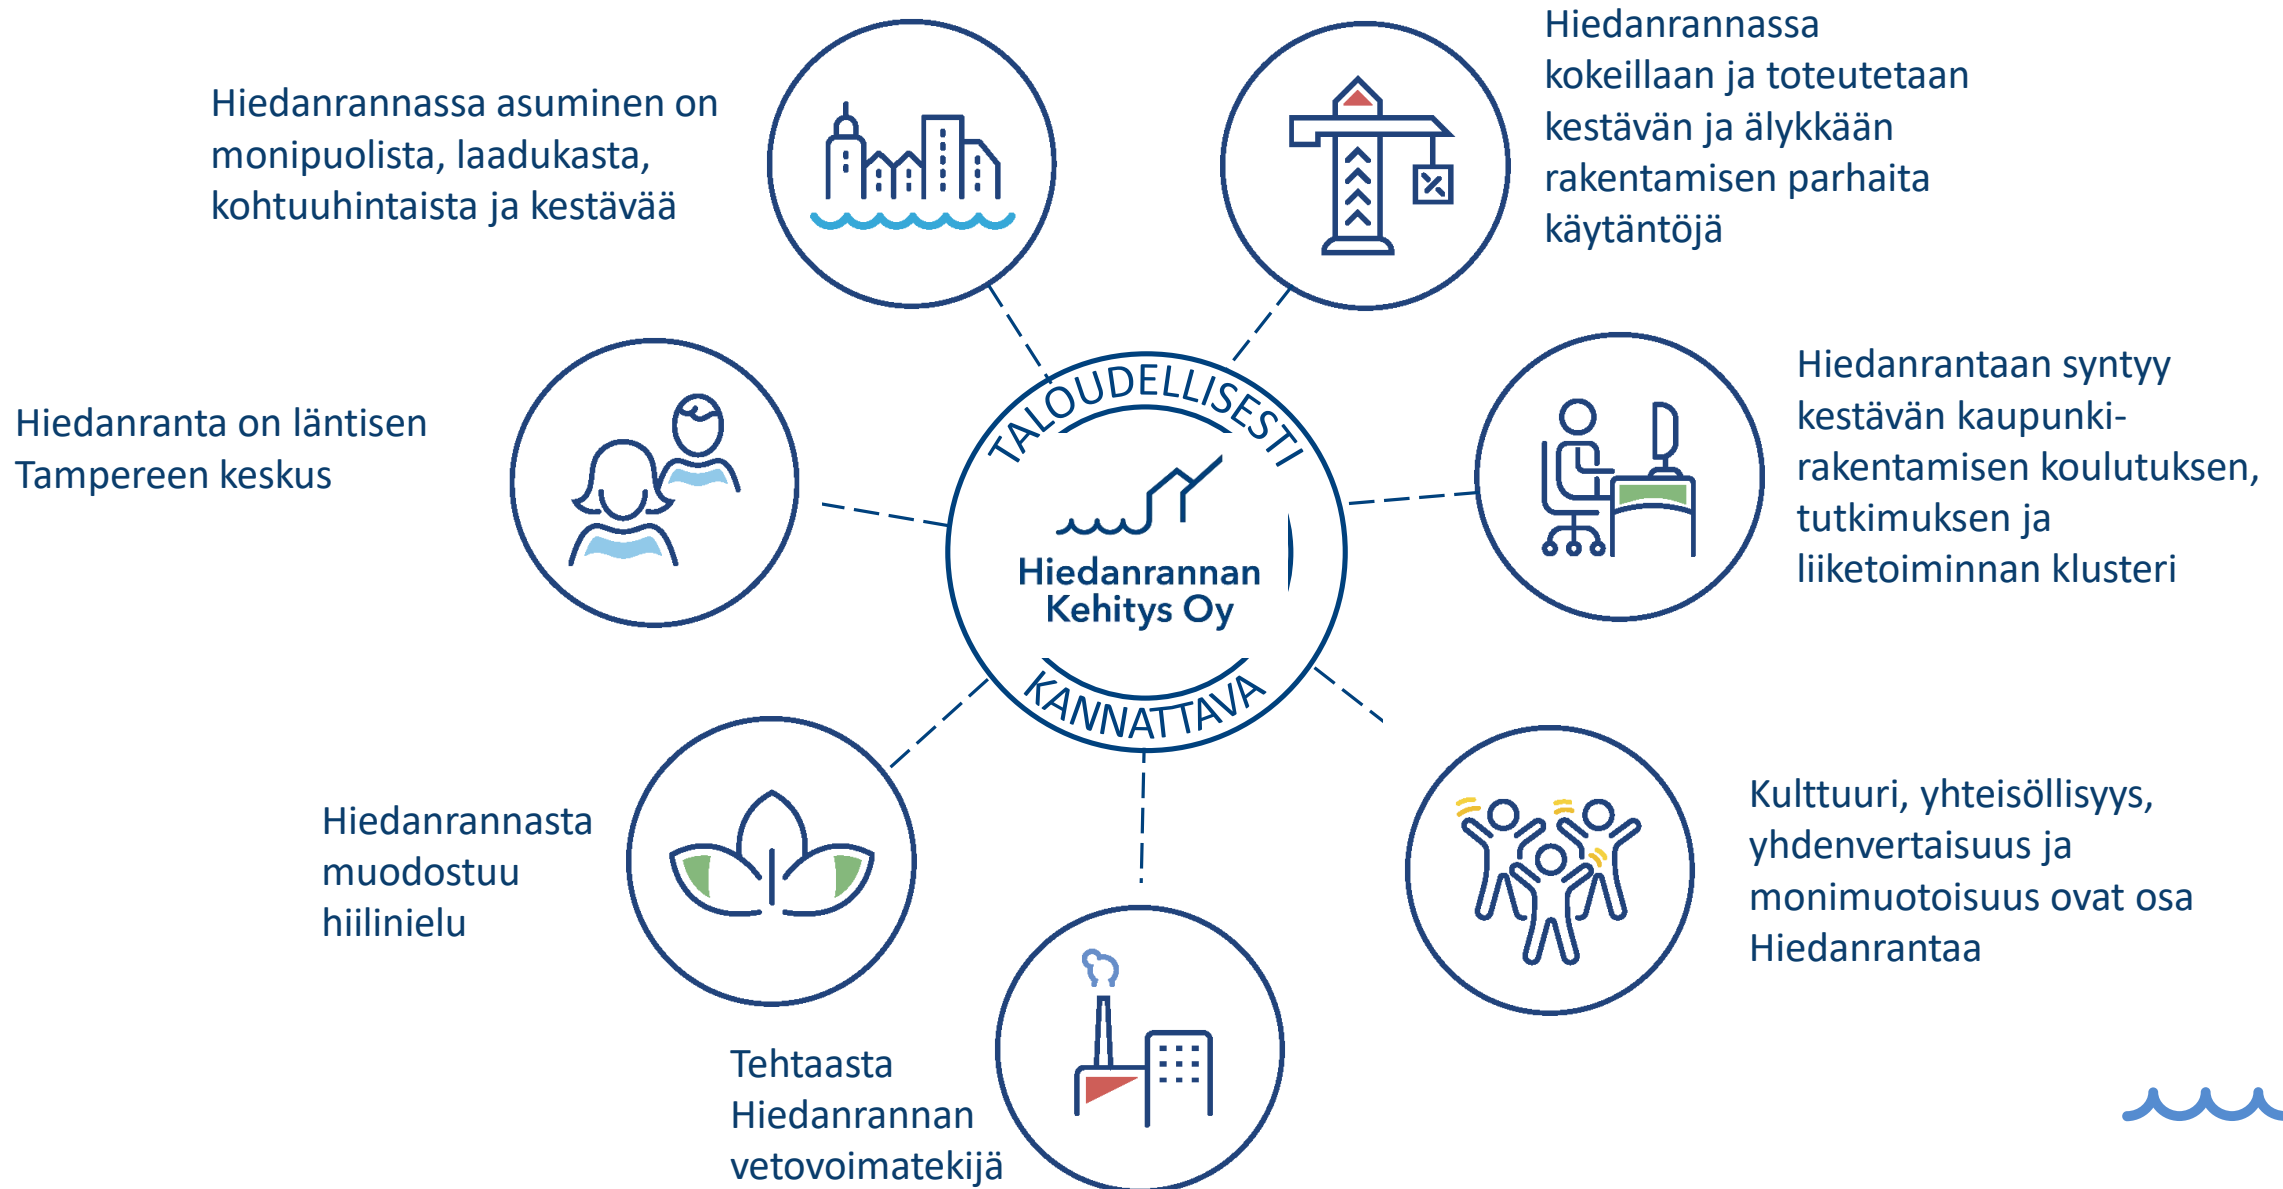 Hiedanrannassa asuminen on
monipuolista, laadukasta,
kohtuuhintaista ja kestävää
Hiedanrannassa
kokeillaan ja toteutetaan
kestävän ja älykkään
rakentamisen parhaita
käytäntöjä
Hiedanranta on läntisen
Tampereen keskus
TALOUDELLISESTI
Hiedanrannan
Kehitys Oy
KANNATTAVA
Hiedanrantaan syntyy
kestävän kaupunki-
rakentamisen koulutuksen,
tutkimuksen ja
liiketoiminnan klusteri
Hiedanrannasta
muodostuu
hiilinielu
Kulttuuri, yhteisöllisyys,
yhdenvertaisuus ja
monimuotoisuus ovat osa
Hiedanrantaa
Tehtaasta
Hiedanrannan
vetovoimatekijä